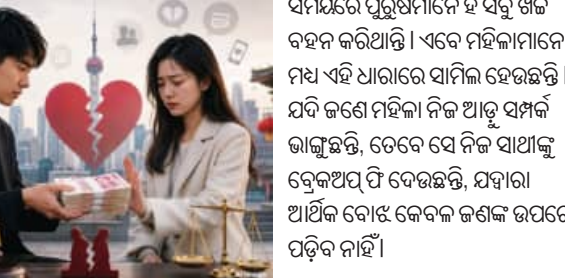 ସମୟରେ ପୁରୁଷମାନେ ହିଁ ସବୁ ଖର୍ଚ୍ଚ
ବହନ କରିଥାନ୍ତି । ଏବେ ମହିଳାମାନେ
ମଧ୍ୟ ଏହି ଧାରାରେ ସାମିଲ ହେଉଛନ୍ତି ।
ଯଦି ଜଣେ ମହିଳା ନିଜ ଆଡୁ ସମ୍ପର୍କ
ଭାଙ୍ଗୁଛନ୍ତି, ତେବେ ସେ ନିଜ ସାଥୀଙ୍କୁ
ବ୍ରେକଅପ୍ ଫି ଦେଉଛନ୍ତି, ଯଦ୍ୱାରା
ଆର୍ଥିକ ବୋଝ କେବଳ ଜଣଙ୍କ ଉପରେ
ପଡ଼ିବ ନାହିଁ ।